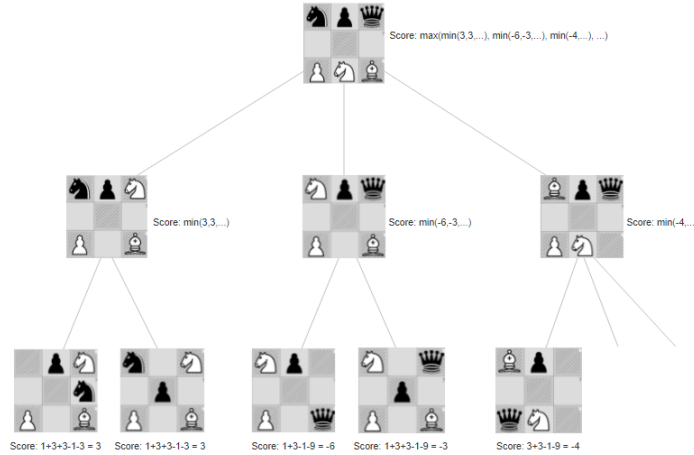 Score: max(min(3,3,...), min(-6,-3,...), min(-4,...), ...)
Score: min(3,3,...)
Score: min(-6,-3,...)
Score: min(-4,...
Score: 1+3+3-1-3 = 3
Score: 1+3+3-1-3 = 3
Score: 1+3-1-9 = -6
Score: 1+3+3-1-9 = -3
Score: 3+3-1-9 = -4